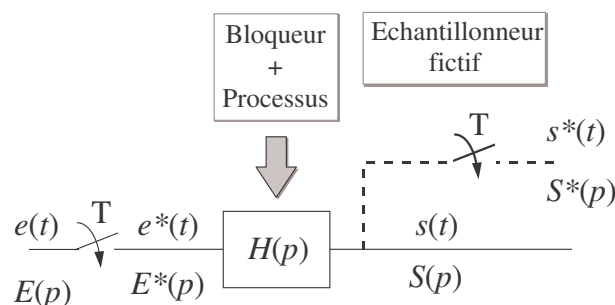 Bloqueur
+
Processus
Echantillonneur
fictif
T
s*(t)
S*(p)
e(t)
T
e*(t)
H(p)
s(t)
E(p)
E*(p)
S(p)